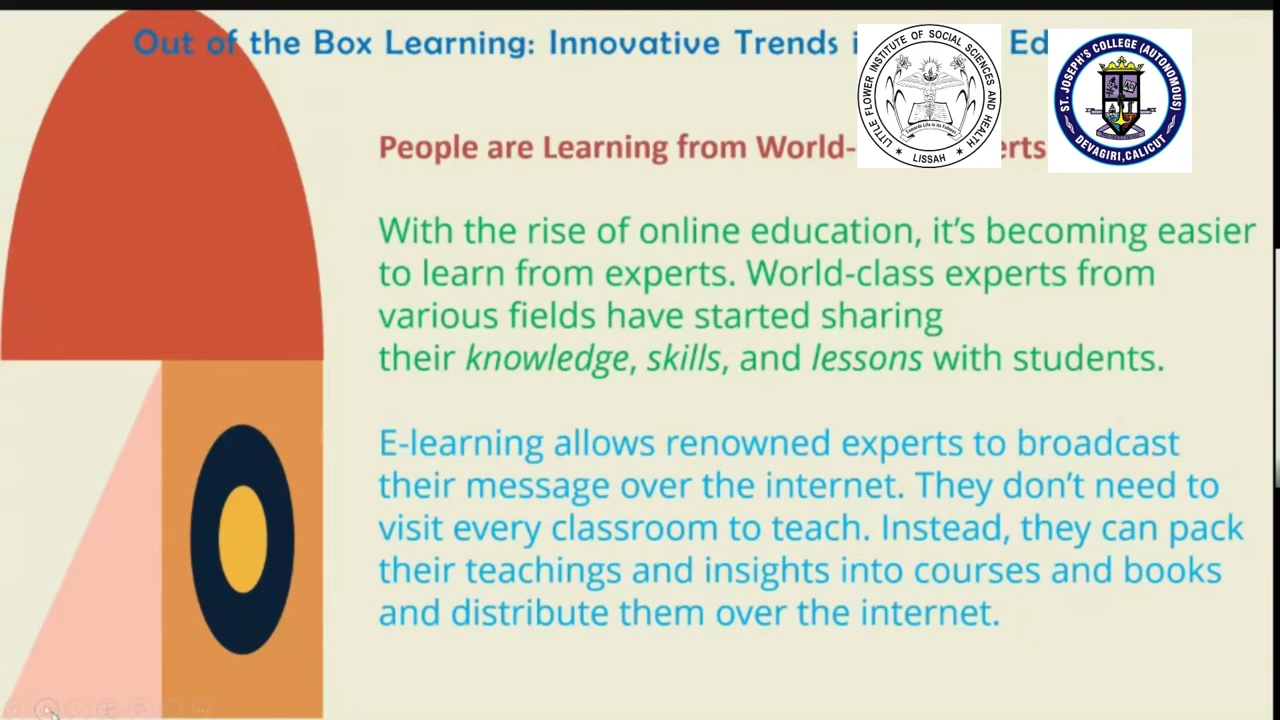 Out of the Box Learning: Innovative Trends
People are Learning from World-
With the rise of online education, it's becoming easier
to learn from experts. World-class experts from
various fields have started sharing
their knowledge, skills, and lessons with students.
E-learning allows renowned experts to broadcast
their message over the internet. They don't need to
visit every classroom to teach. Instead, they can pack
their teachings and insights into courses and books
and distribute them over the internet.
LITTLE FLOWER INSTITUTE OF SOCIAL SCIENCES AND HEALTH
LISSAH
ST. JOSEPH'S COLLEGE (AUTONOMOUS)
DEVAGIRI, CALICUT